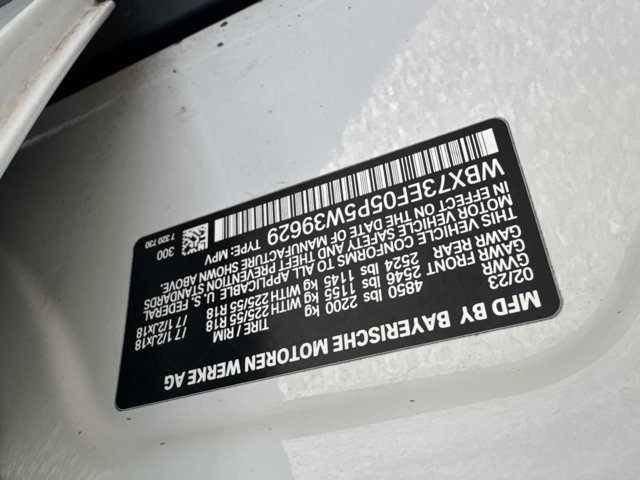 MFD BY BAYERISCHE MOTOREN WERKE AG
02/23 TIRE / RIM
GVWR 4850 lbs 2200 kg
GAWR FRONT 2546 lbs 1155 kg WITH 225/55 R18 / 7 1/2Jx18
GAWR REAR 2524 lbs 1145 kg WITH 225/55 R18 / 7 1/2Jx18
THIS VEHICLE CONFORMS TO ALL APPLICABLE U.S. FEDERAL
MOTOR VEHICLE SAFETY AND THEFT PREVENTION STANDARDS
IN EFFECT ON THE DATE OF MANUFACTURE SHOWN ABOVE.
WBX73EF05P5W39629 TYPE: MPV
300
7 320 730